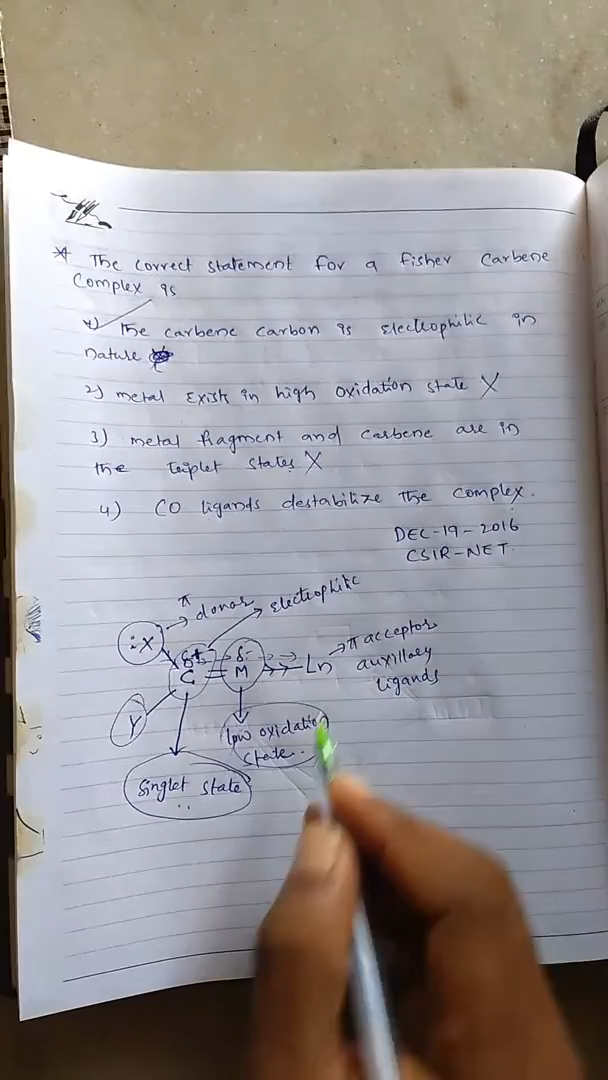 * The correct statement for a fisher carbene
complex is
1) The carbene carbon is electrophilic in
nature
2) metal Exists in high oxidation state X
3) metal fragment and carbene are in
the triplet states X
4) CO ligands destabilize the complex.
DEC-19-2016
CSIR-NET
π donor
electrophilic
:X
δ+ δ-
C = M Ln
π acceptor
auxillary
ligands
Y
low oxidation
state.
Singlet state